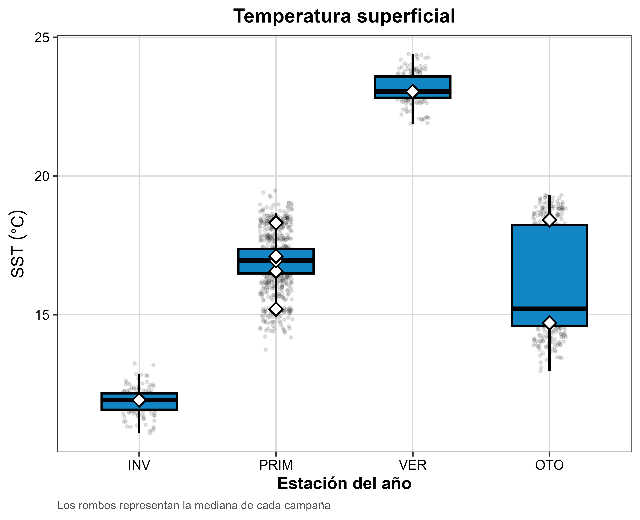 Temperatura superficial
25
20
15
SST (°C)
INV PRIM VER OTO
Estación del año
Los rombos representan la mediana de cada campaña